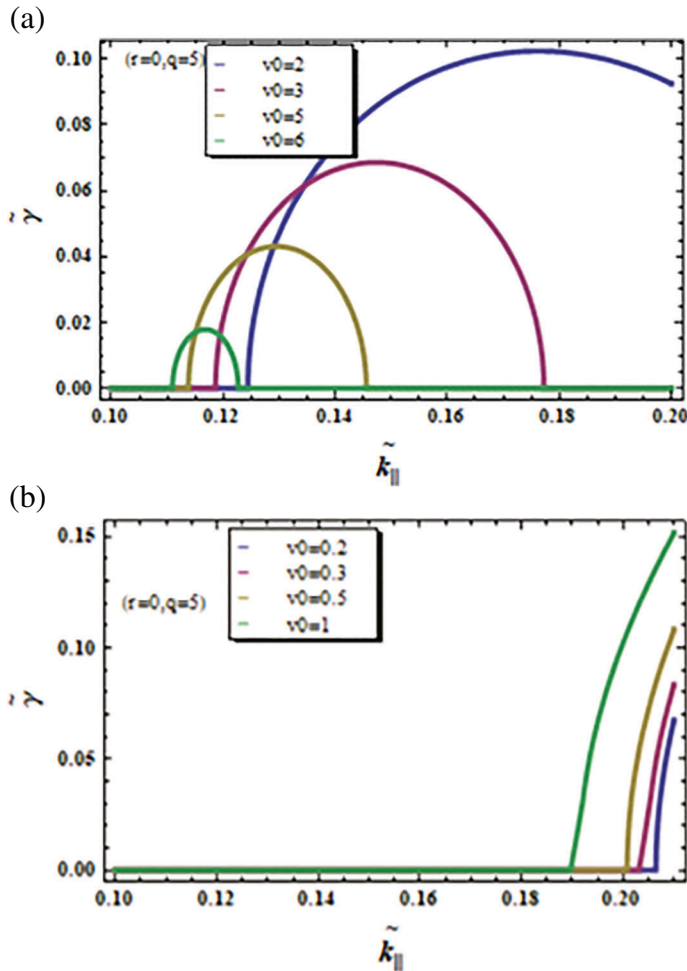 (a)
(r=0,q=5)
v0=2
v0=3
v0=5
v0=6
0.10
0.08
0.06
0.04
0.02
0.00
γ̃
0.10 0.12 0.14 0.16 0.18 0.20
k̃||
(b)
(r=0,q=5)
v0=0.2
v0=0.3
v0=0.5
v0=1
0.15
0.10
0.05
0.00
γ̃
0.10 0.12 0.14 0.16 0.18 0.20
k̃||